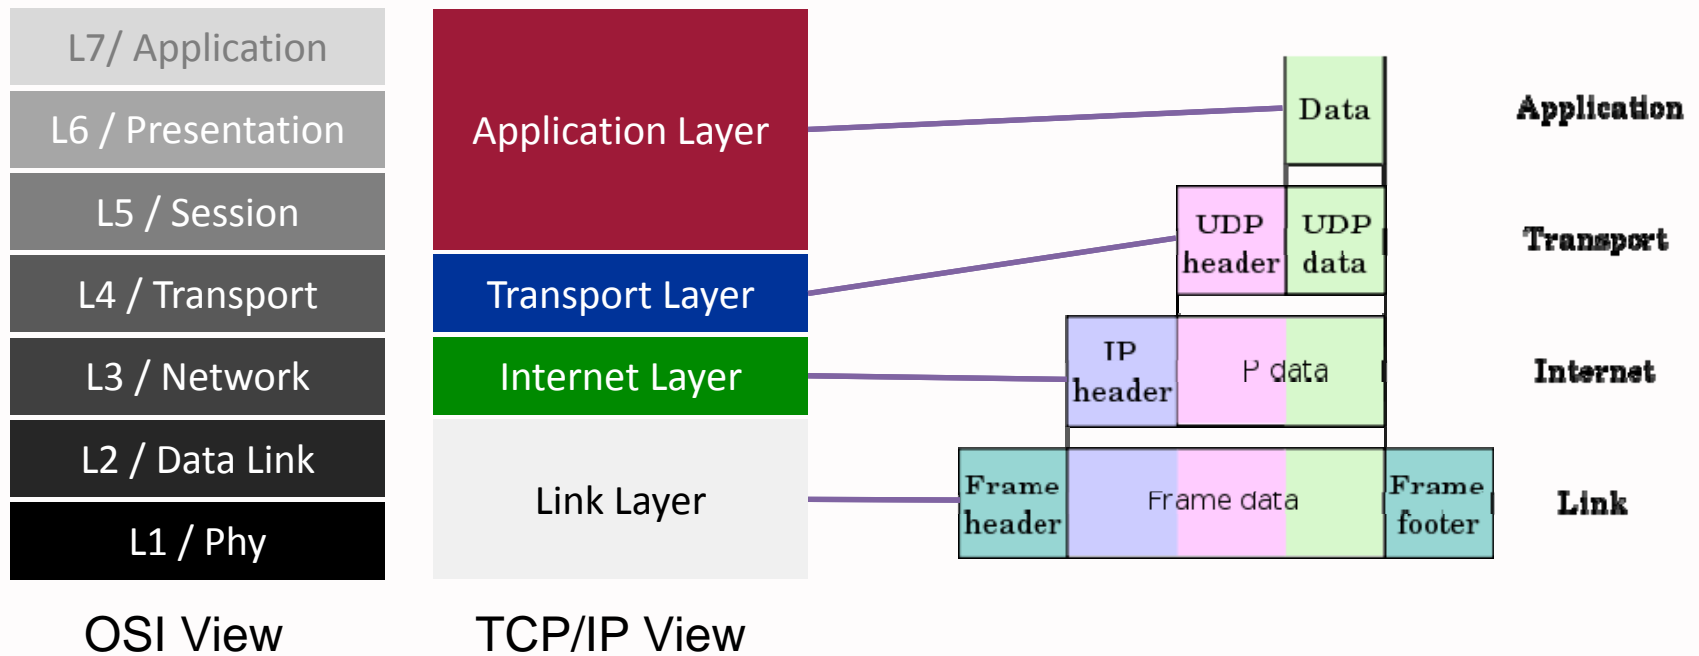 L7/ Application
L6 / Presentation
L5 / Session
L4 / Transport
L3 / Network
L2 / Data Link
L1 / Phy
OSI View
Application Layer
Transport Layer
Internet Layer
Link Layer
TCP/IP View
Data
Application
UDP
header
UDP
data
Transport
IP
header
P data
Internet
Frame
header
Frame data
Frame
footer
Link